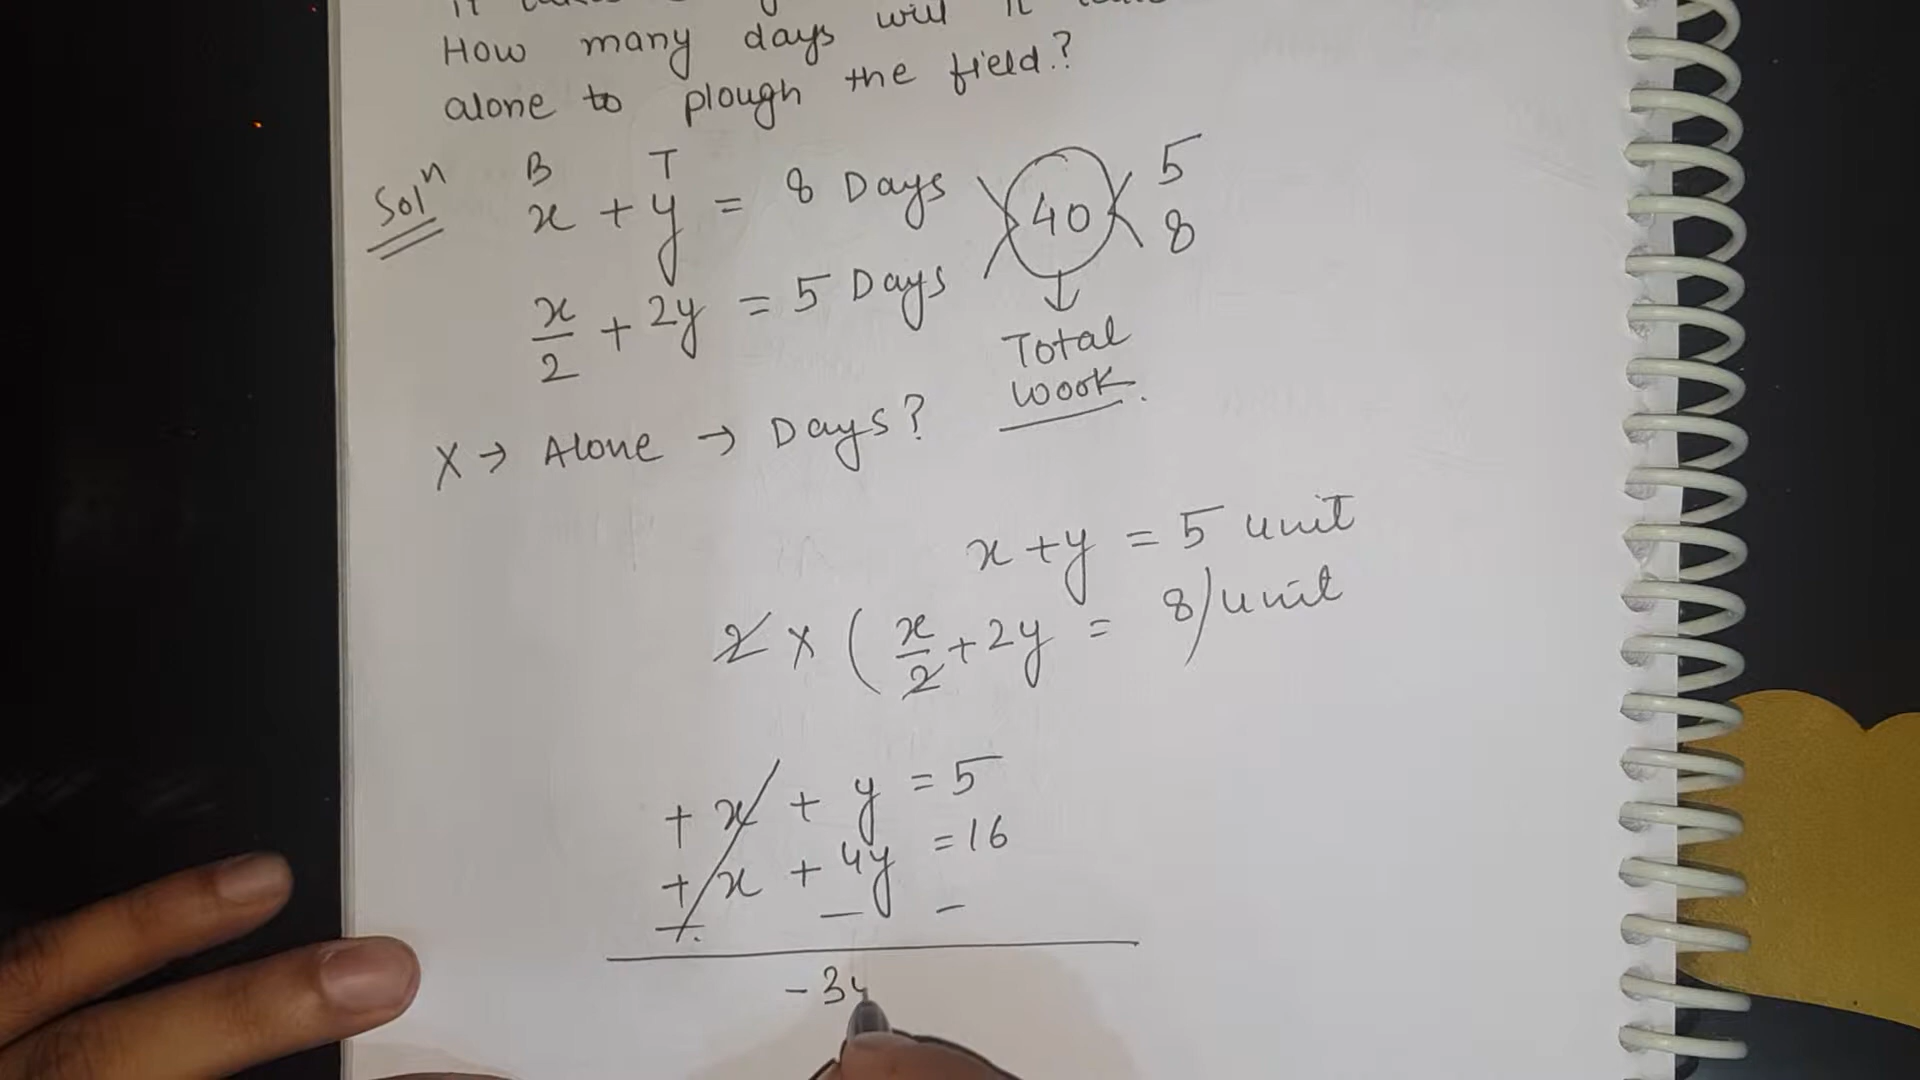 How many days will it
alone to plough the field.?
Solⁿ
B T
x + y = 8 Days
x/2 + 2y = 5 Days
40
5
8
↓
Total
Work.
X → Alone → Days?
x + y = 5 unit
2 × ( x/2 + 2y = 8 ) unit
+ x + y = 5
+ x + 4y = 16
- - -
- 3y